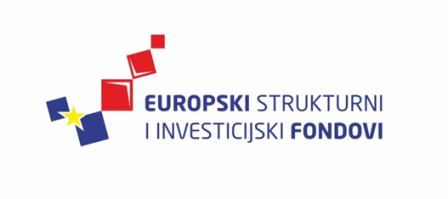 EUROPSKI STRUKTURNI
I INVESTICIJSKI FONDOVI